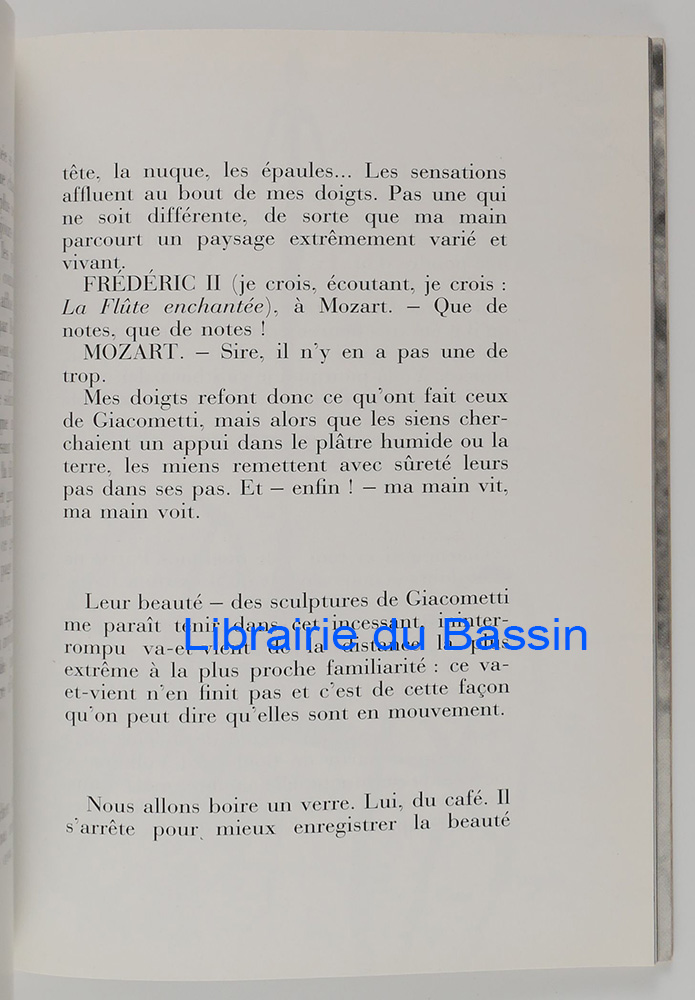 tête, la nuque, les épaules... Les sensations
affluent au bout de mes doigts. Pas une qui
ne soit différente, de sorte que ma main
parcourt un paysage extrêmement varié et
vivant.
FRÉDÉRIC II (je crois, écoutant, je crois :
La Flûte enchantée), à Mozart. – Que de
notes, que de notes !
MOZART. – Sire, il n'y en a pas une de
trop.
Mes doigts refont donc ce qu'ont fait ceux
de Giacometti, mais alors que les siens cher-
chaient un appui dans le plâtre humide ou la
terre, les miens remettent avec sûreté leurs
pas dans ses pas. Et – enfin ! – ma main vit,
ma main voit.
Leur beauté – des sculptures de Giacometti
me paraît tenir dans cet incessant, ininter-
rompu va-et-vient de la distance la plus
extrême à la plus proche familiarité : ce va-
et-vient n'en finit pas et c'est de cette façon
qu'on peut dire qu'elles sont en mouvement.
Nous allons boire un verre. Lui, du café. Il
s'arrête pour mieux enregistrer la beauté
Librairie du Bassin